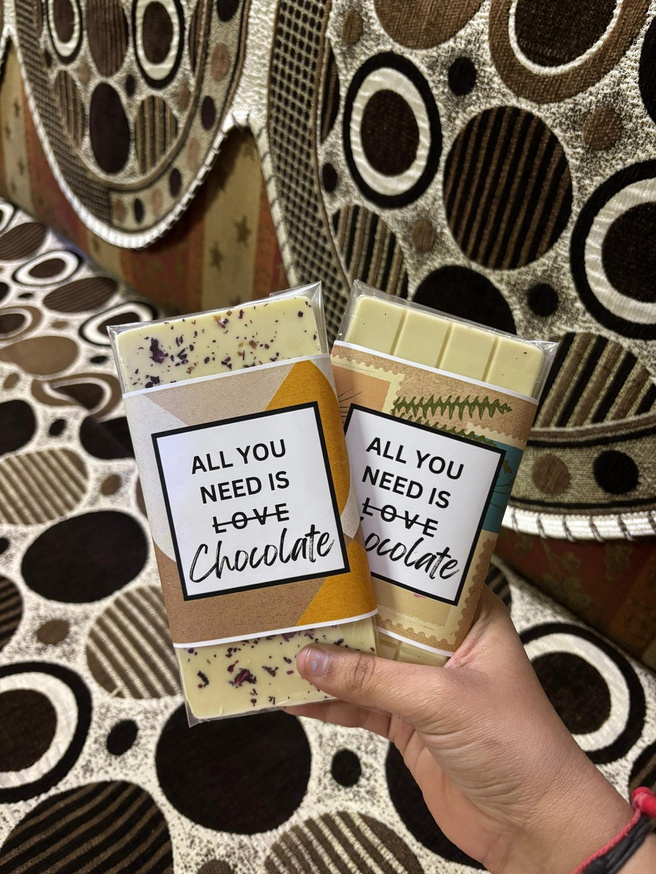 ALL YOU
NEED IS
LOVE
Chocolate
ALL YOU
NEED IS
LOVE
ocolate